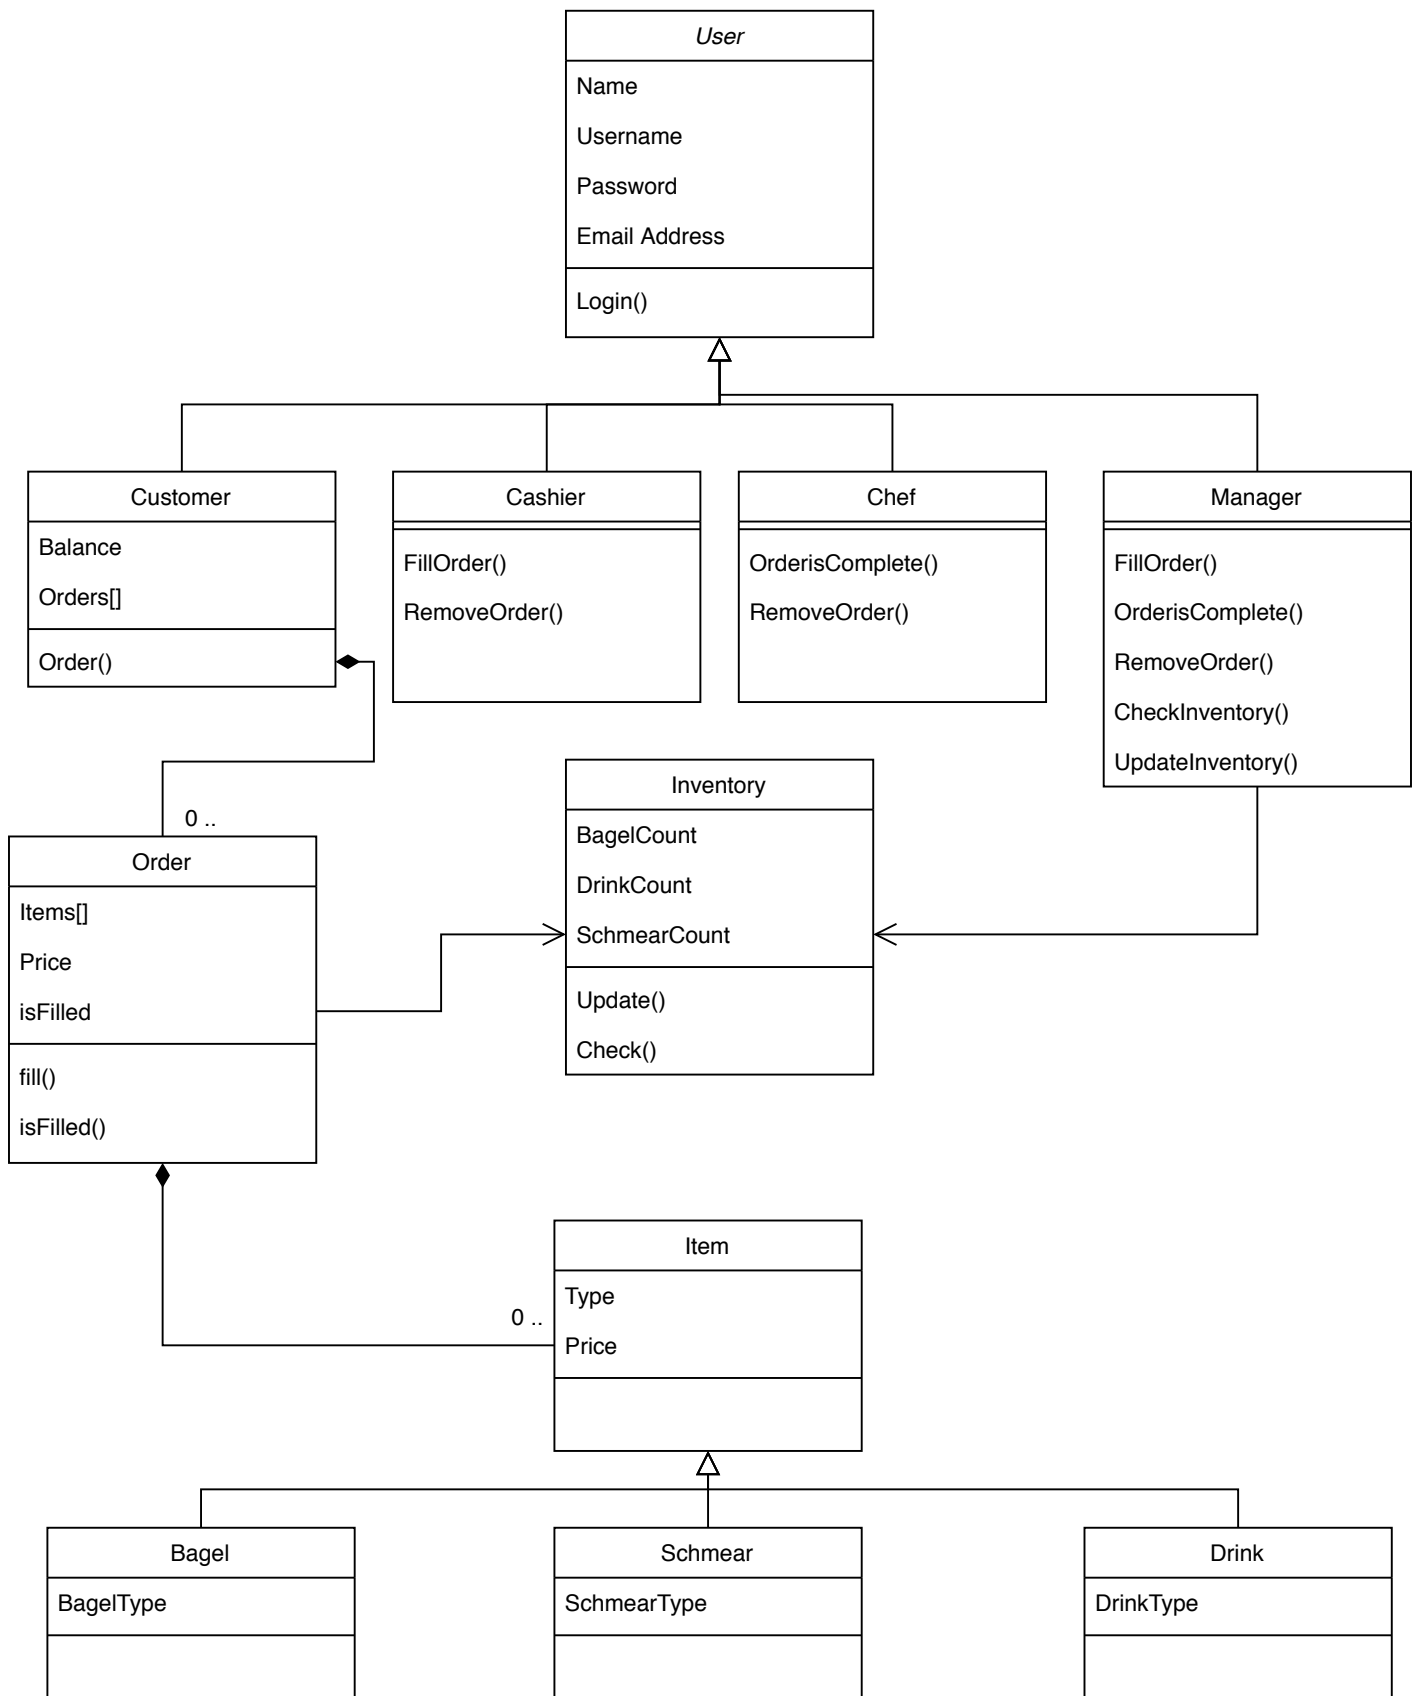 User
Name
Username
Password
Email Address
Login()
Customer
Balance
Orders[]
Order()
Cashier
FillOrder()
RemoveOrder()
Chef
OrderisComplete()
RemoveOrder()
Manager
FillOrder()
OrderisComplete()
RemoveOrder()
CheckInventory()
UpdateInventory()
0 ..
Order
Items[]
Price
isFilled
fill()
isFilled()
Inventory
BagelCount
DrinkCount
SchmearCount
Update()
Check()
0 ..
Item
Type
Price
Bagel
BagelType
Schmear
SchmearType
Drink
DrinkType